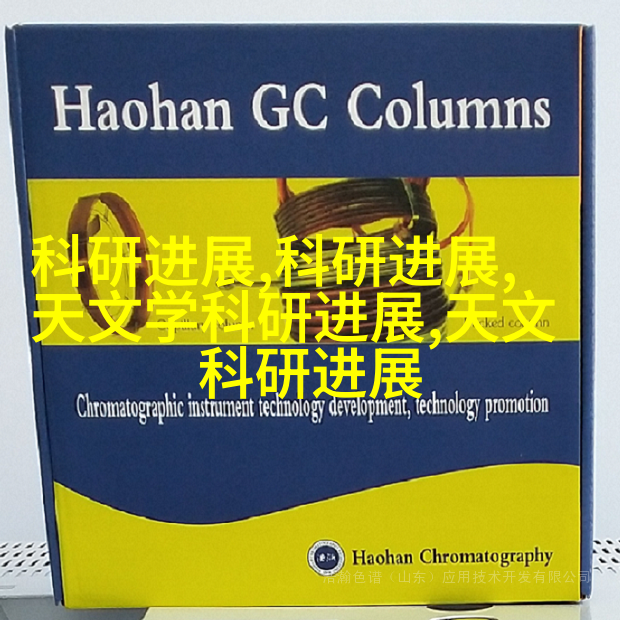 Haohan GC Columns
科研进展,科研进展,
天文学科研进展,天文
科研进展
column
Chromatographic instrument technology development, technology promotion
Haohan Chromatography
浩瀚色谱（山东）应用技术开发有限公司